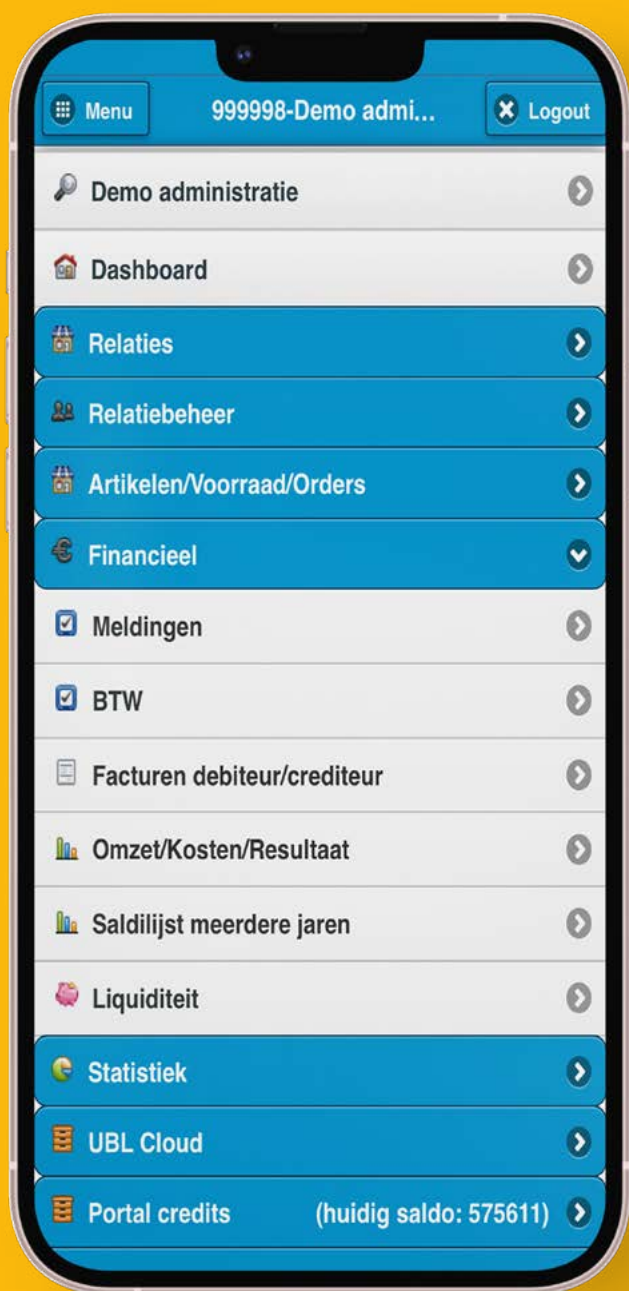 Menu 999998-Demo admi... Logout
Demo administratie
Dashboard
Relaties
Relatiebeheer
Artikelen/Voorraad/Orders
Financieel
Meldingen
BTW
Facturen debiteur/crediteur
Omzet/Kosten/Resultaat
Saldilijst meerdere jaren
Liquiditeit
Statistiek
UBL Cloud
Portal credits (huidig saldo: 575611)